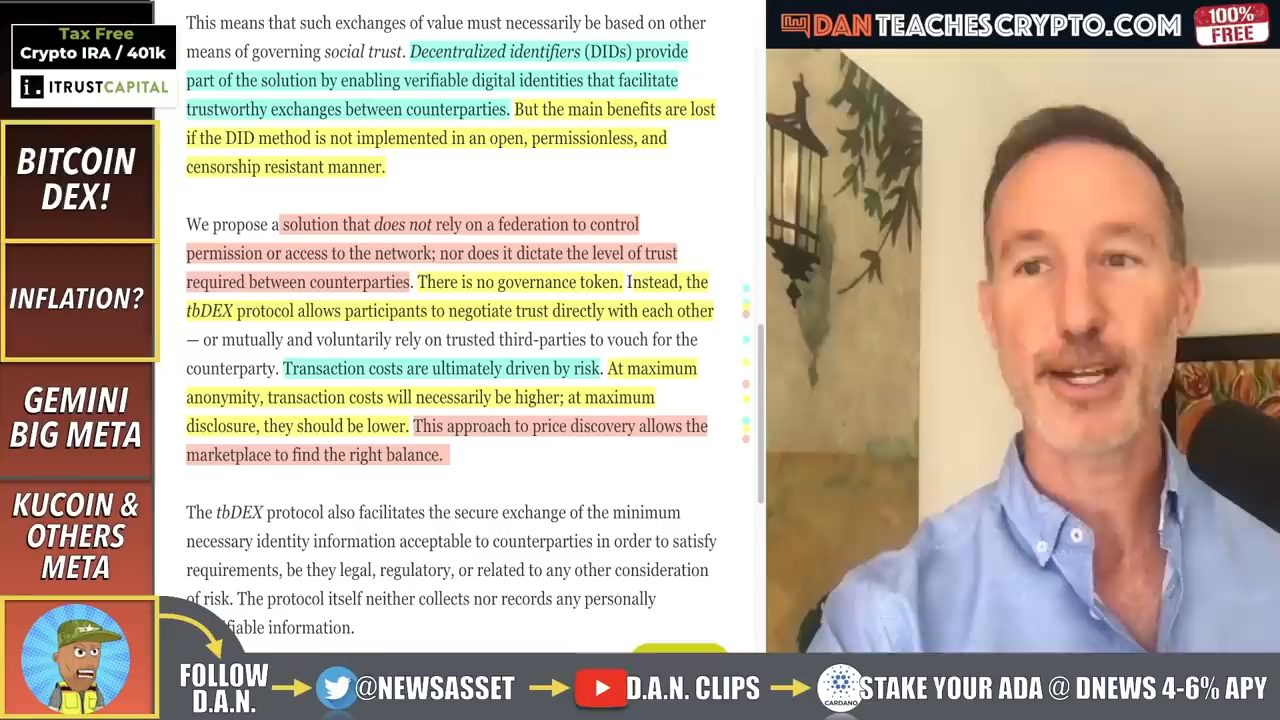 Tax Free
Crypto IRA / 401k
i. ITRUSTCAPITAL
BITCOIN
DEX!
INFLATION?
GEMINI
BIG META
KUCOIN &
OTHERS
META
This means that such exchanges of value must necessarily be based on other
means of governing social trust. Decentralized identifiers (DIDs) provide
part of the solution by enabling verifiable digital identities that facilitate
trustworthy exchanges between counterparties. But the main benefits are lost
if the DID method is not implemented in an open, permissionless, and
censorship resistant manner.
We propose a solution that does not rely on a federation to control
permission or access to the network; nor does it dictate the level of trust
required between counterparties. There is no governance token. Instead, the
tbDEX protocol allows participants to negotiate trust directly with each other
— or mutually and voluntarily rely on trusted third-parties to vouch for the
counterparty. Transaction costs are ultimately driven by risk. At maximum
anonymity, transaction costs will necessarily be higher; at maximum
disclosure, they should be lower. This approach to price discovery allows the
marketplace to find the right balance.
The tbDEX protocol also facilitates the secure exchange of the minimum
necessary identity information acceptable to counterparties in order to satisfy
requirements, be they legal, regulatory, or related to any other consideration
of risk. The protocol itself neither collects nor records any personally
information.
DANTEACHESCRYPTO.COM
100%
FREE
FOLLOW
D.A.N.
@NEWSASSET
D.A.N. CLIPS
CARDANO
STAKE YOUR ADA @ DNEWS 4-6% APY